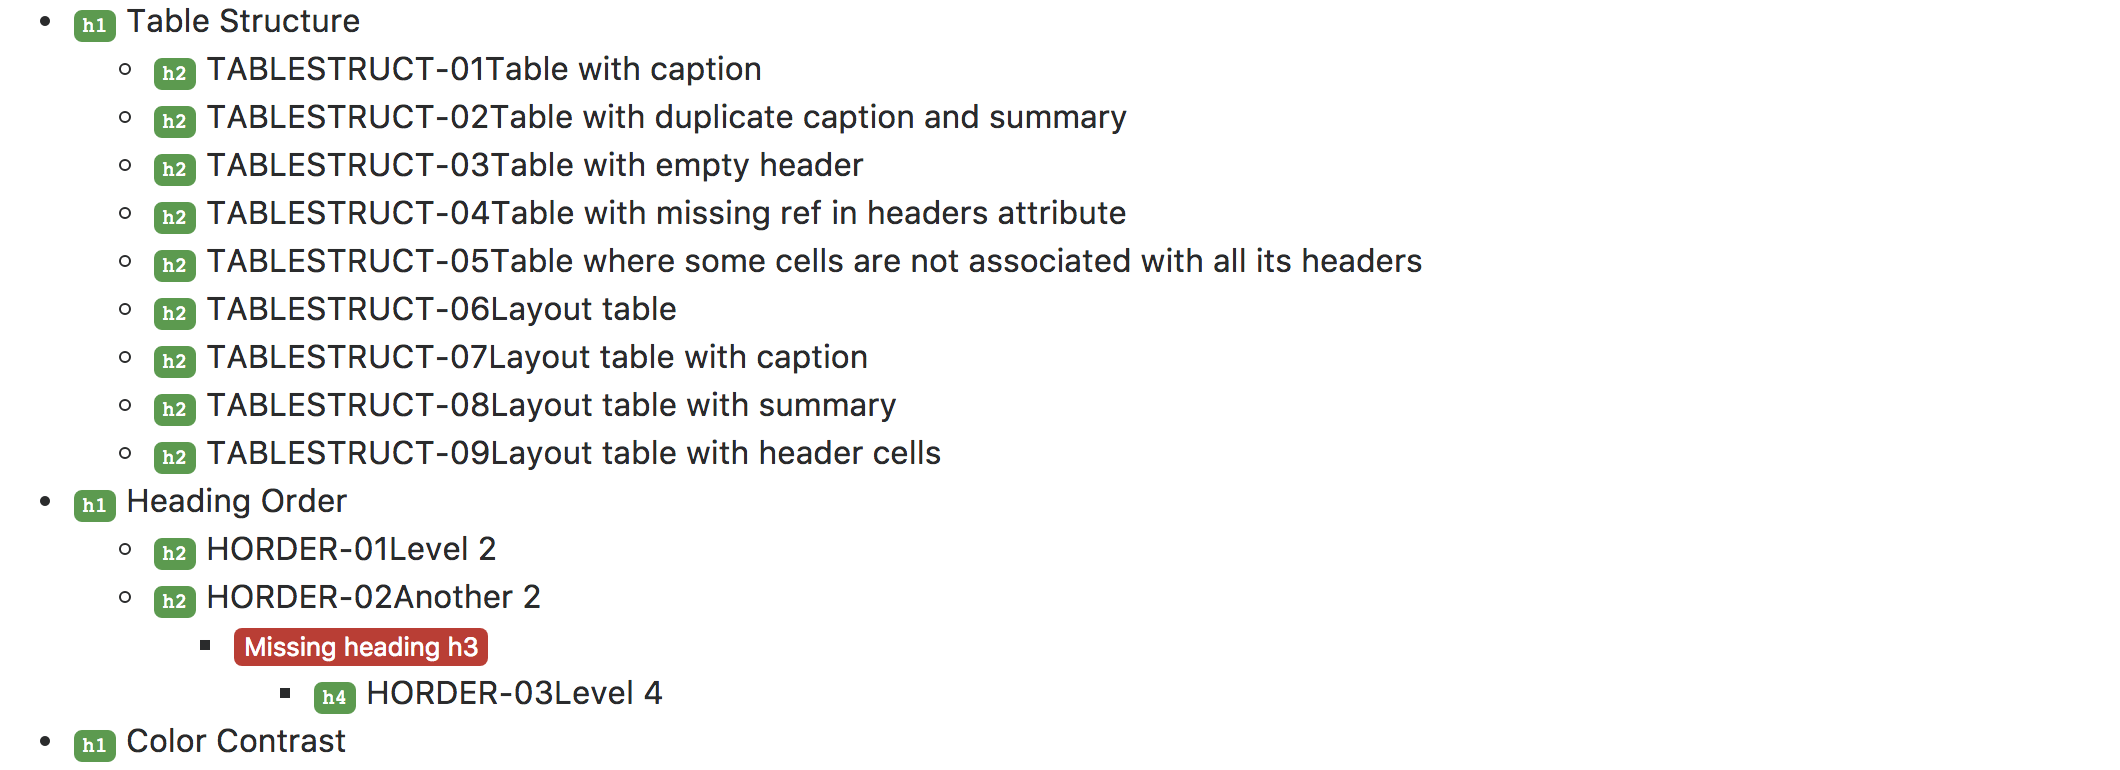 h1 Table Structure
h2 TABLESTRUCT-01Table with caption
h2 TABLESTRUCT-02Table with duplicate caption and summary
h2 TABLESTRUCT-03Table with empty header
h2 TABLESTRUCT-04Table with missing ref in headers attribute
h2 TABLESTRUCT-05Table where some cells are not associated with all its headers
h2 TABLESTRUCT-06Layout table
h2 TABLESTRUCT-07Layout table with caption
h2 TABLESTRUCT-08Layout table with summary
h2 TABLESTRUCT-09Layout table with header cells
h1 Heading Order
h2 HORDER-01Level 2
h2 HORDER-02Another 2
Missing heading h3
h4 HORDER-03Level 4
h1 Color Contrast